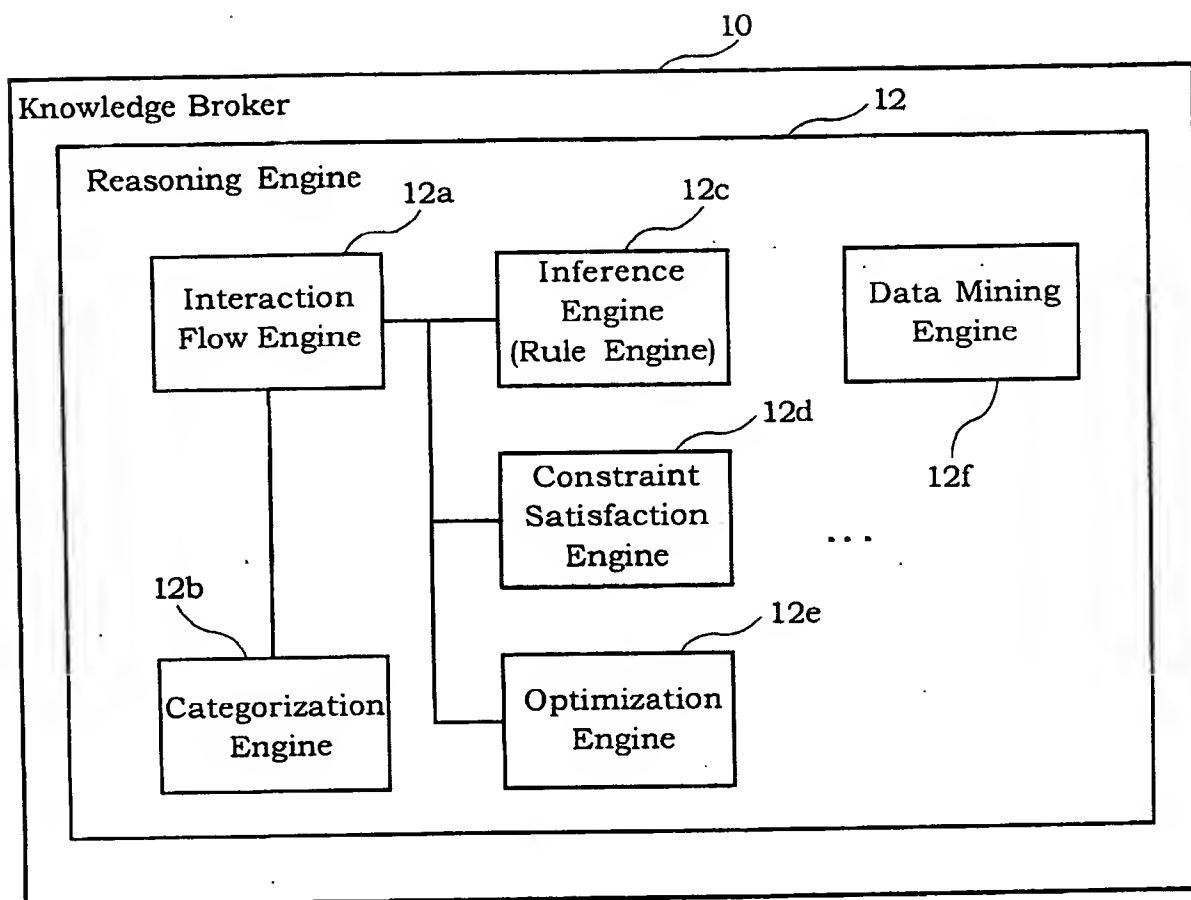 10
Knowledge Broker
12
Reasoning Engine
12a
12c
Interaction
Flow Engine
Inference
Engine
(Rule Engine)
Data Mining
Engine
12d
12f
Constraint
Satisfaction
Engine
...
12b
12e
Categorization
Engine
Optimization
Engine